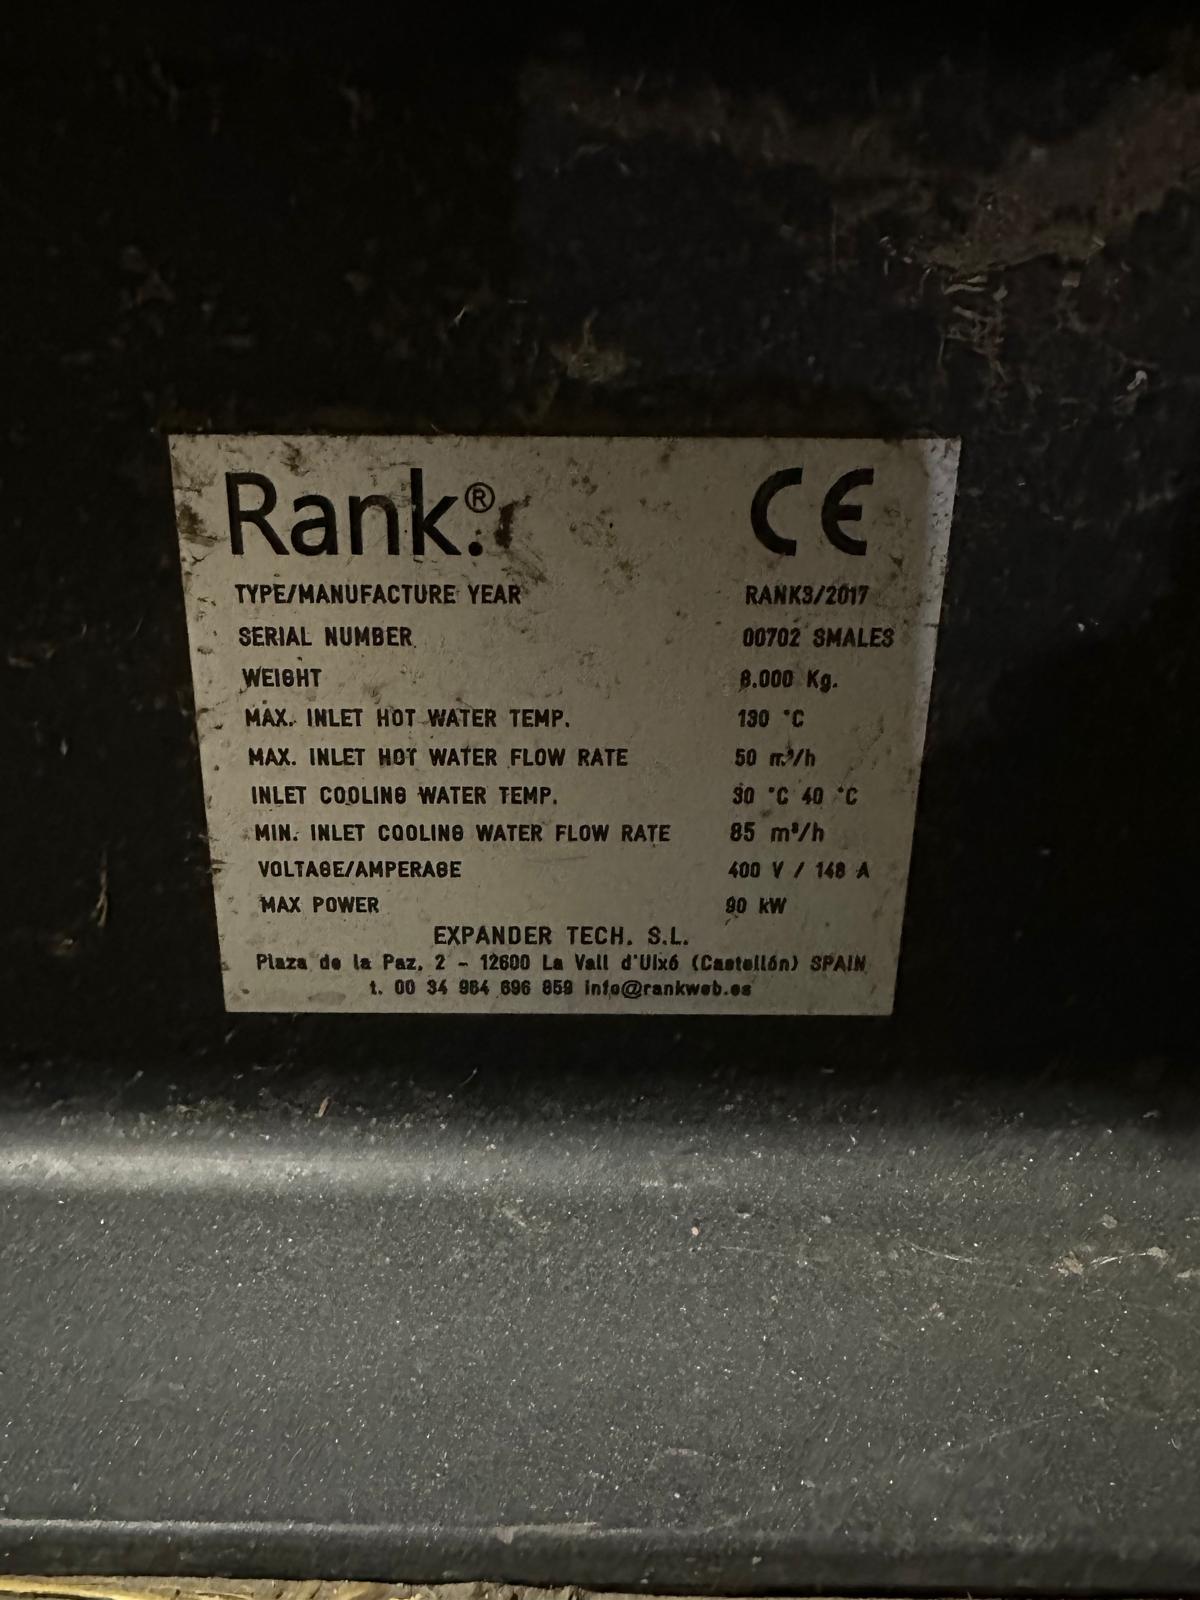 Rank.® CE
TYPE/MANUFACTURE YEAR RANK3/2017
SERIAL NUMBER 00702 SMALES
WEIGHT 8.000 Kg.
MAX. INLET HOT WATER TEMP. 130 °C
MAX. INLET HOT WATER FLOW RATE 50 m³/h
INLET COOLING WATER TEMP. 30 °C 40 °C
MIN. INLET COOLING WATER FLOW RATE 85 m³/h
VOLTAGE/AMPERAGE 400 V / 148 A
MAX POWER 90 kW
EXPANDER TECH. S.L.
Plaza de la Paz, 2 - 12600 La Vall d'Uixó (Castellón) SPAIN
t. 00 34 964 696 859 info@rankweb.es